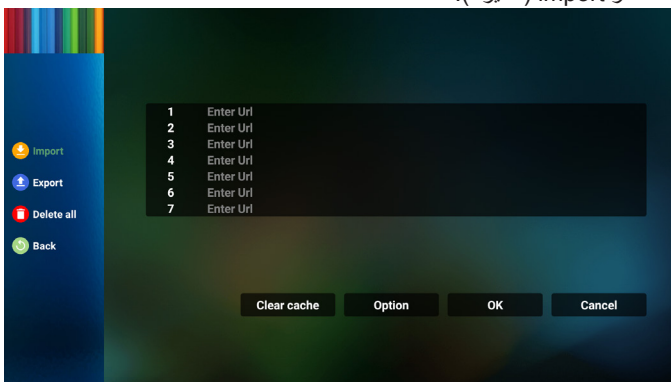 Import
Export
Delete all
Back
1 Enter Url
2 Enter Url
3 Enter Url
4 Enter Url
5 Enter Url
6 Enter Url
7 Enter Url
Clear cache
Option
OK
Cancel